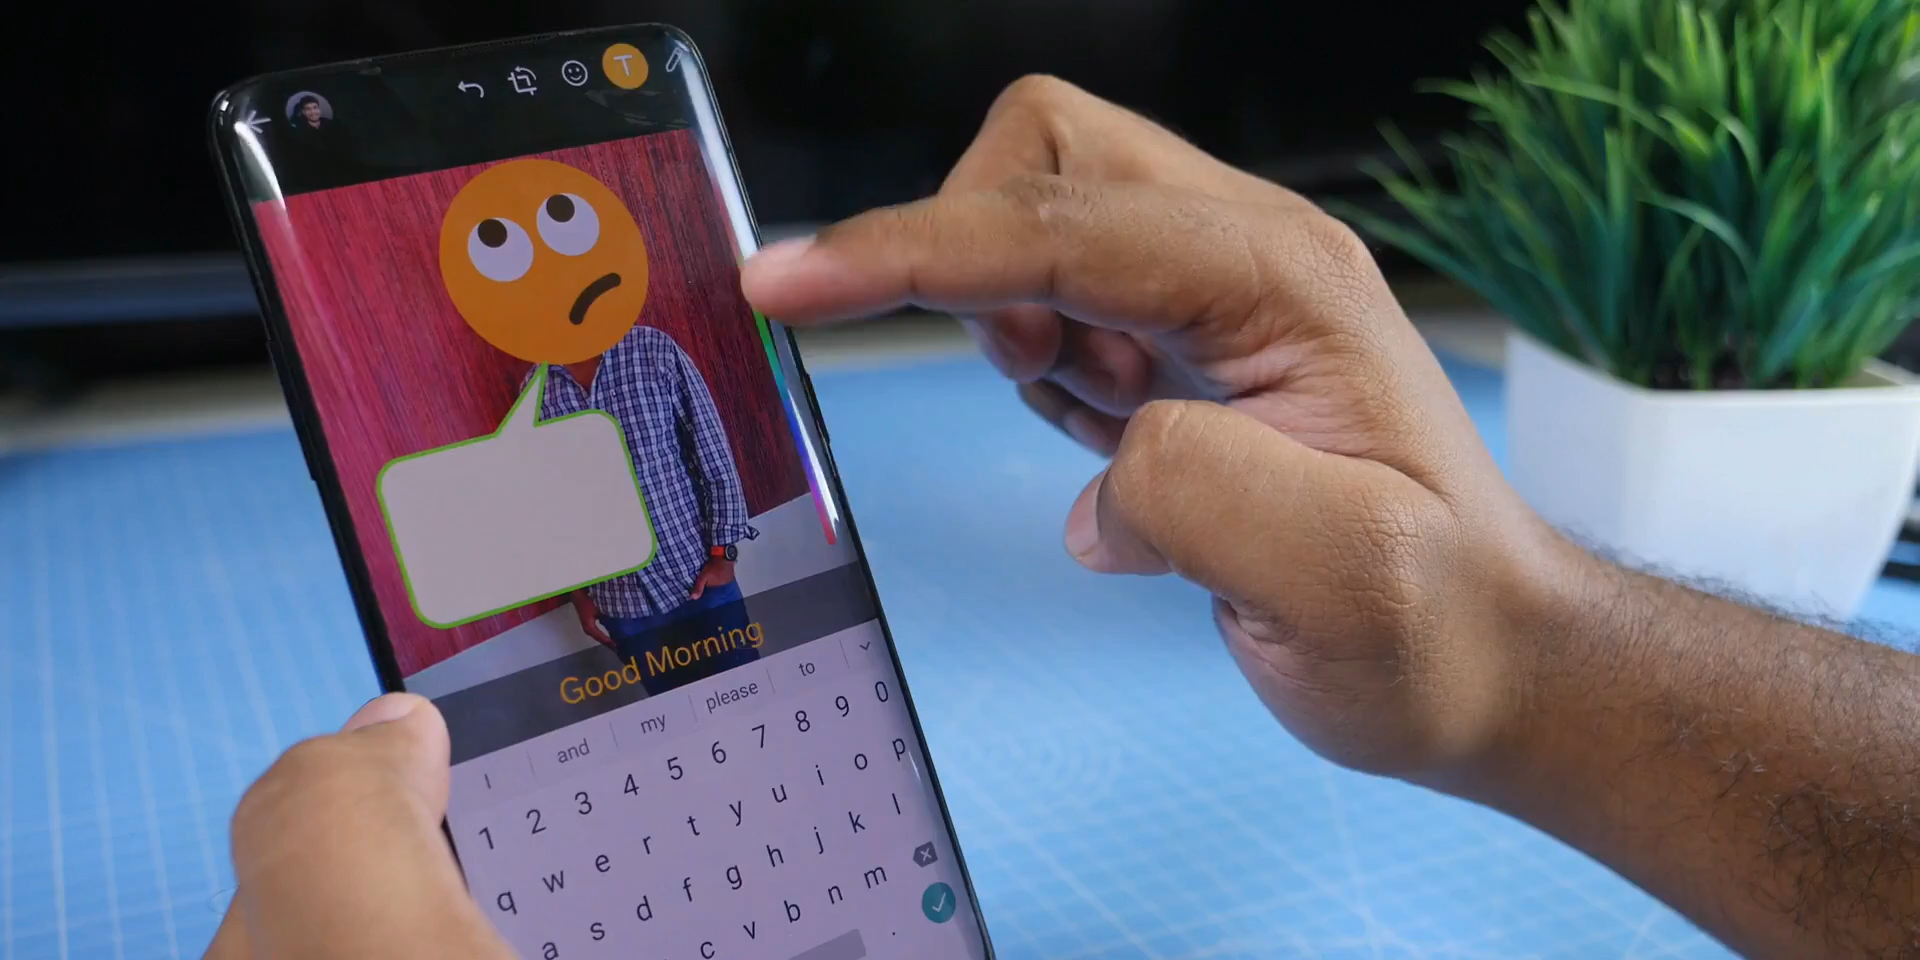 T
Good Morning
I and my please to
1 2 3 4 5 6 7 8 9 0
q w e r t y u i o p
a s d f g h j k l
c v b n m
.